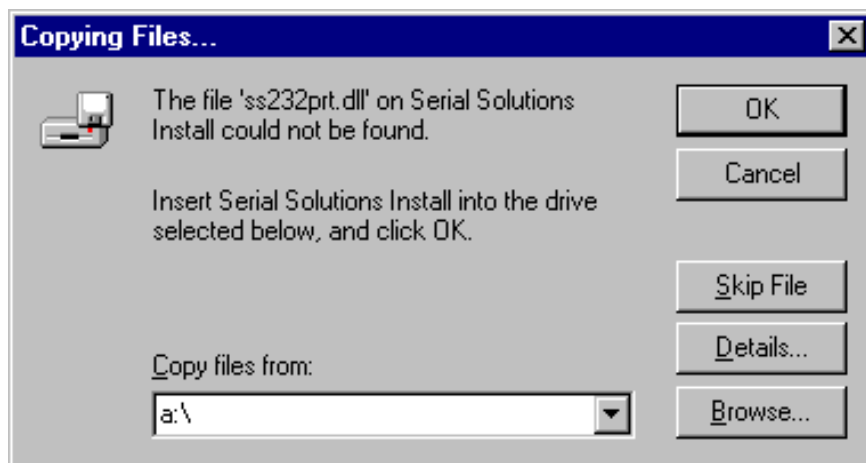 Copying Files...
The file 'ss232prt.dll' on Serial Solutions
Install could not be found.
Insert Serial Solutions Install into the drive
selected below, and click OK.
Copy files from:
a:\
OK
Cancel
Skip File
Details...
Browse...